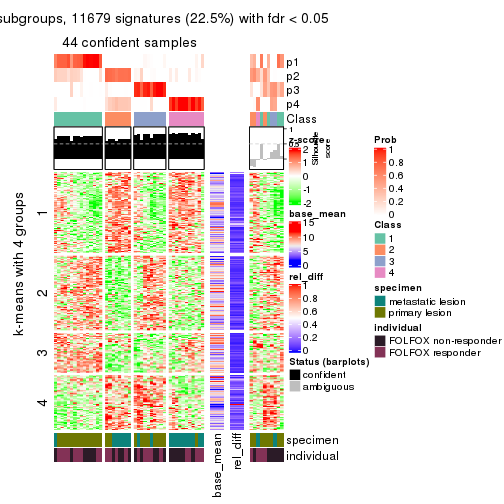 subgroups, 11679 signatures (22.5%) with fdr < 0.05
44 confident samples
p1
p2
p3
p4
Class
1
0.5
Silhouette
score
k-means with 4 groups
1
2
3
4
specimen
individual
base_mean
rel_diff
z-score
2
1
0
-1
-2
base_mean
15
10
5
0
rel_diff
1
0.8
0.6
0.4
0.2
0
Status (barplots)
confident
ambiguous
Prob
1
0.8
0.6
0.4
0.2
0
Class
1
2
3
4
specimen
metastatic lesion
primary lesion
individual
FOLFOX non-responder
FOLFOX responder